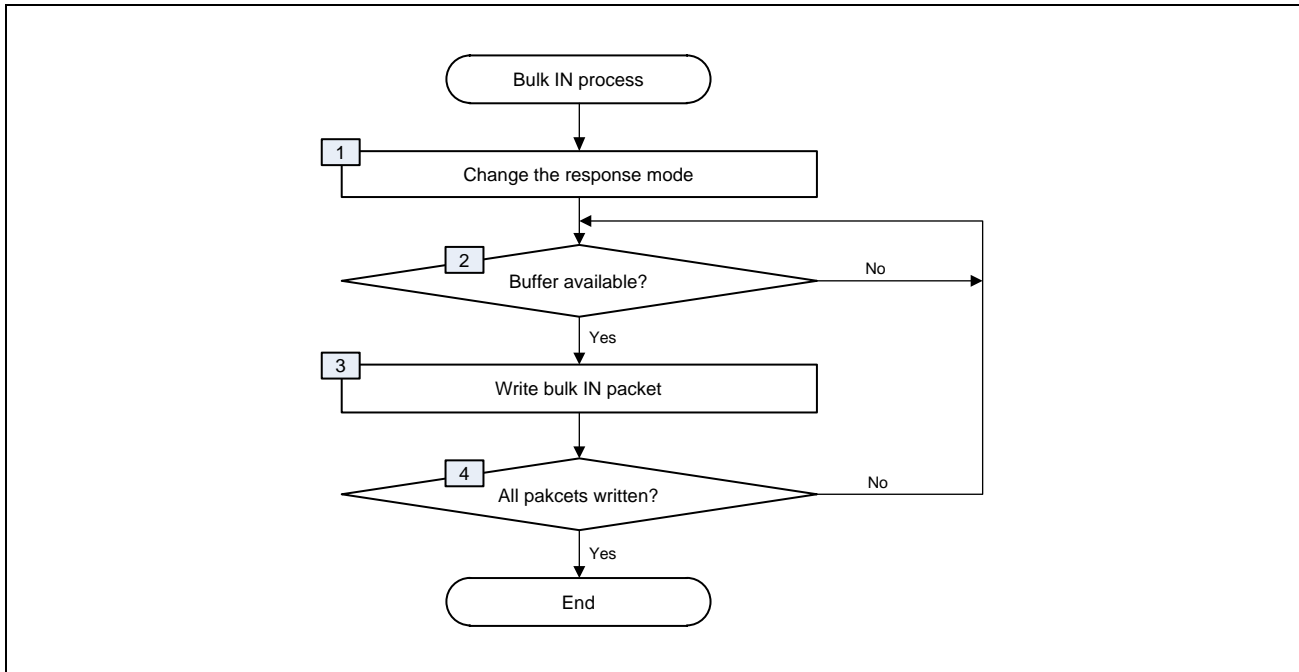 Bulk IN process
1
Change the response mode
2
Buffer available?
No
Yes
3
Write bulk IN packet
4
All pakcets written?
No
Yes
End